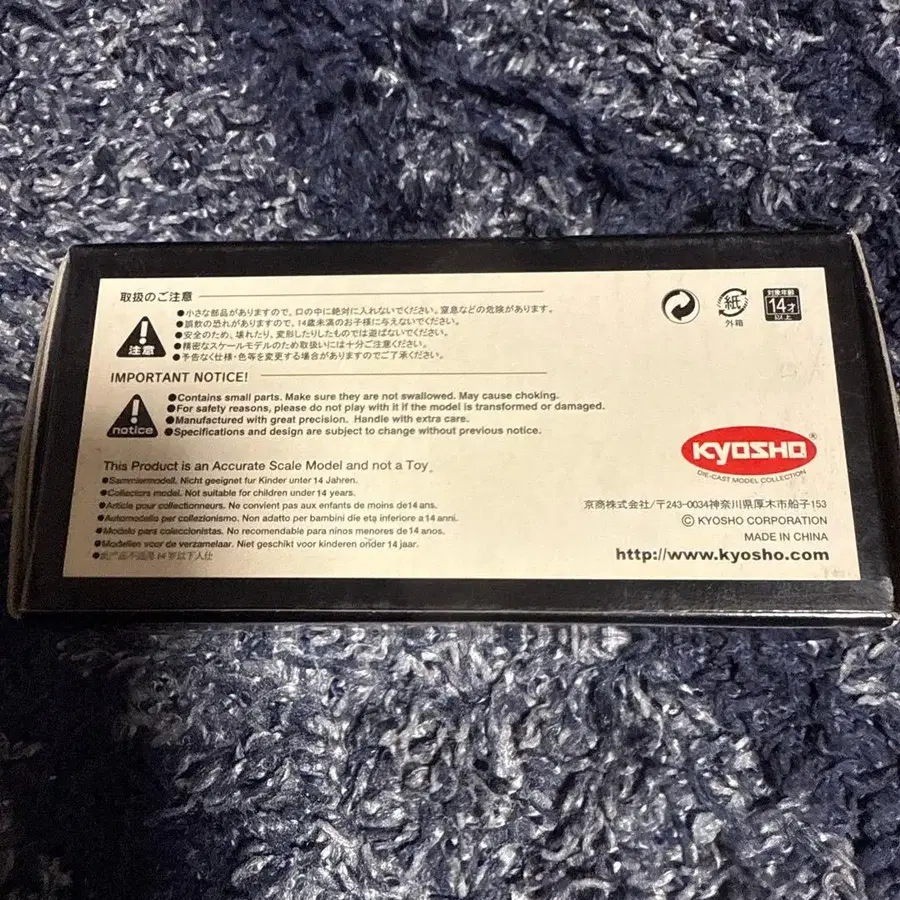 取扱のご注意
●小さな部品がありますので、口の中に絶対に入れないでください。窒息などの危険があります。
●誤飲の恐れがありますので、14歳未満のお子様に与えないでください。
●安全のため、壊れたり、変形したりしたものでは遊ばないでください。
●精密なスケールモデルのため取扱いには十分ご注意ください。
●予告なく仕様・色等を変更する場合がありますのでご了承ください。
注意
IMPORTANT NOTICE!
●Contains small parts. Make sure they are not swallowed. May cause choking.
●For safety reasons, please do not play with it if the model is transformed or damaged.
●Manufactured with great precision. Handle with extra care.
●Specifications and design are subject to change without previous notice.
notice
This Product is an Accurate Scale Model and not a Toy.
●Sammlermodell. Nicht geeignet fur Kinder unter 14 Jahren.
●Collectors model. Not suitable for children under 14 years.
●Article pour collectionneurs. Ne convient pas aux enfants de moins de14 ans.
●Automodello per collezionismo. Non adatto per bambini die eta inferiore a 14 anni.
●Modelo para coleccionistas. No recomendable para ninos menores de 14 anos.
●Modellen voor de verzamelaar. Niet geschikt voor kinderen onder 14 jaar.
●此产品不适用 14 岁以下人仕
紙
外箱
対象年齢
14才
以上
KYOSHO®
DIE-CAST MODEL COLLECTION
京商株式会社/〒243-0034神奈川県厚木市船子153
© KYOSHO CORPORATION
MADE IN CHINA
http://www.kyosho.com